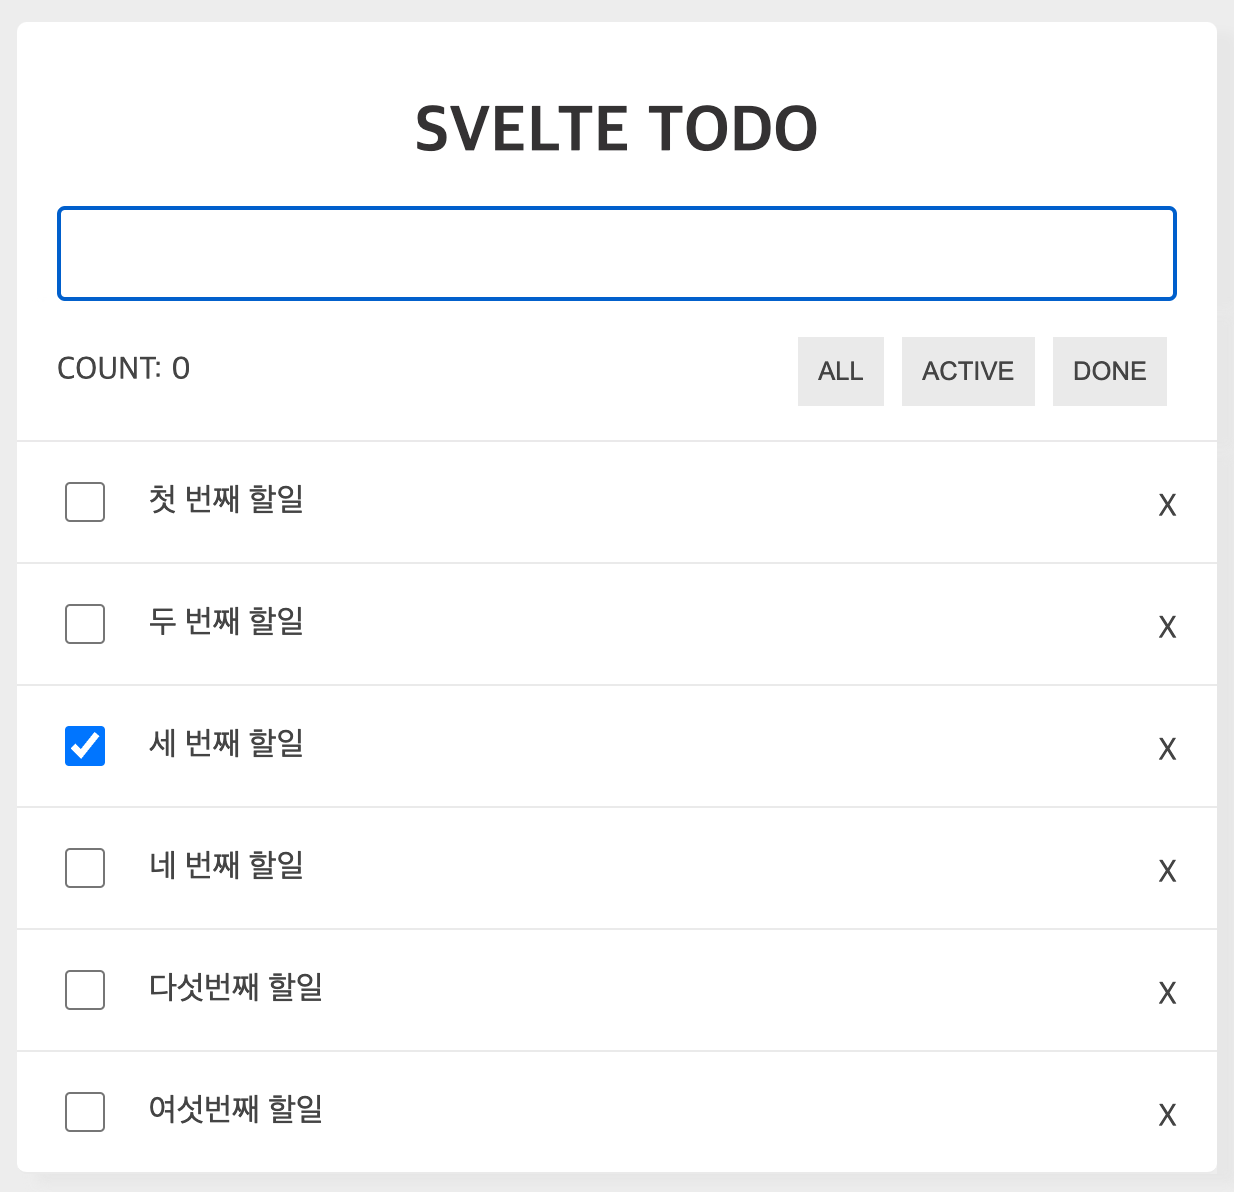 SVELTE TODO
COUNT: 0 ALL ACTIVE DONE
첫 번째 할일 X
두 번째 할일 X
세 번째 할일 X
네 번째 할일 X
다섯번째 할일 X
여섯번째 할일 X